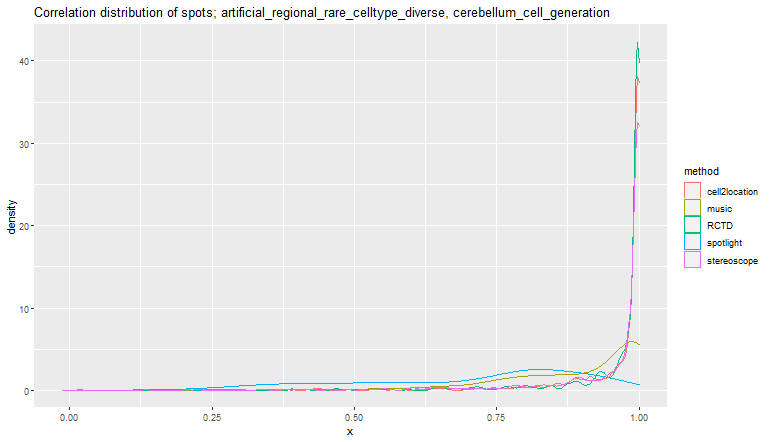 Correlation distribution of spots; artificial_regional_rare_celltype_diverse, cerebellum_cell_generation
density
40
30
20
10
0
0.00
0.25
0.50
0.75
1.00
x
method
cell2location
music
RCTD
spotlight
stereoscope